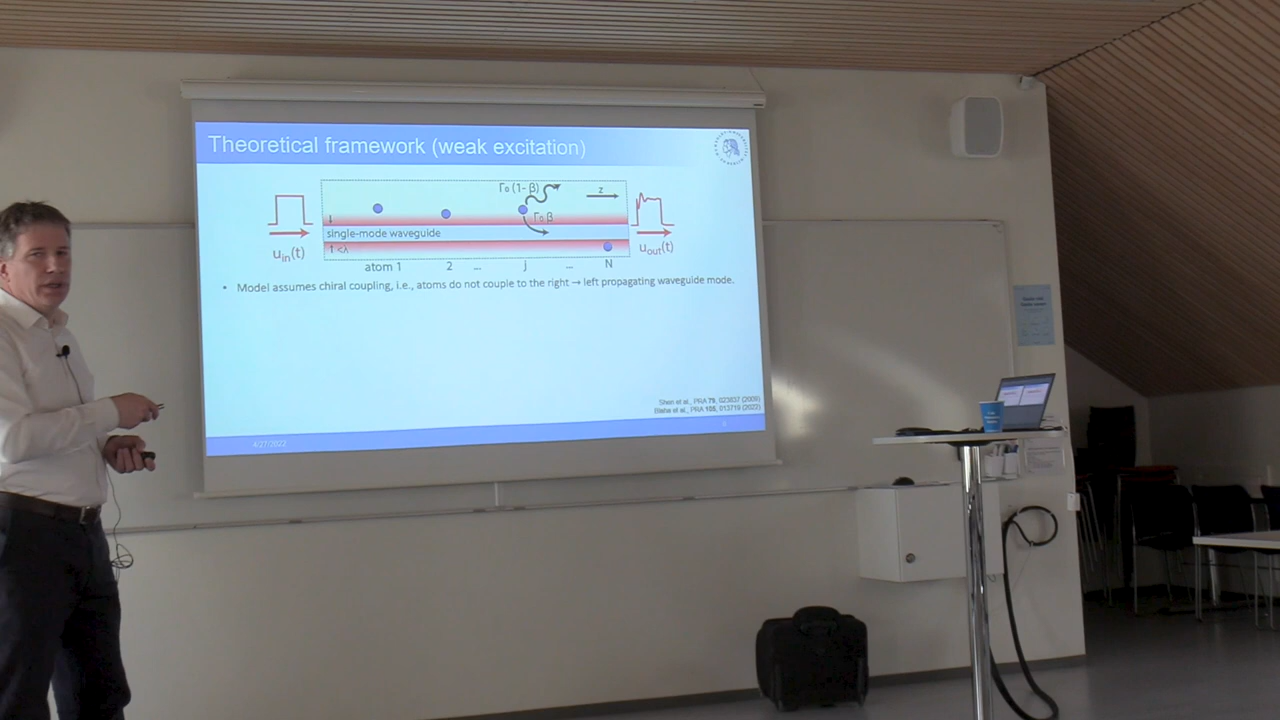 Theoretical framework (weak excitation)
Γ₀ (1- β)
z
Γ₀ β
single-mode waveguide
<λ
u_in(t)
u_out(t)
atom 1 2 ... j ... N
• Model assumes chiral coupling, i.e., atoms do not couple to the right → left propagating waveguide mode.
Shen et al., PRA 79, 023837 (2009)
Blaha et al., PRA 105, 013719 (2022)
4/27/2022